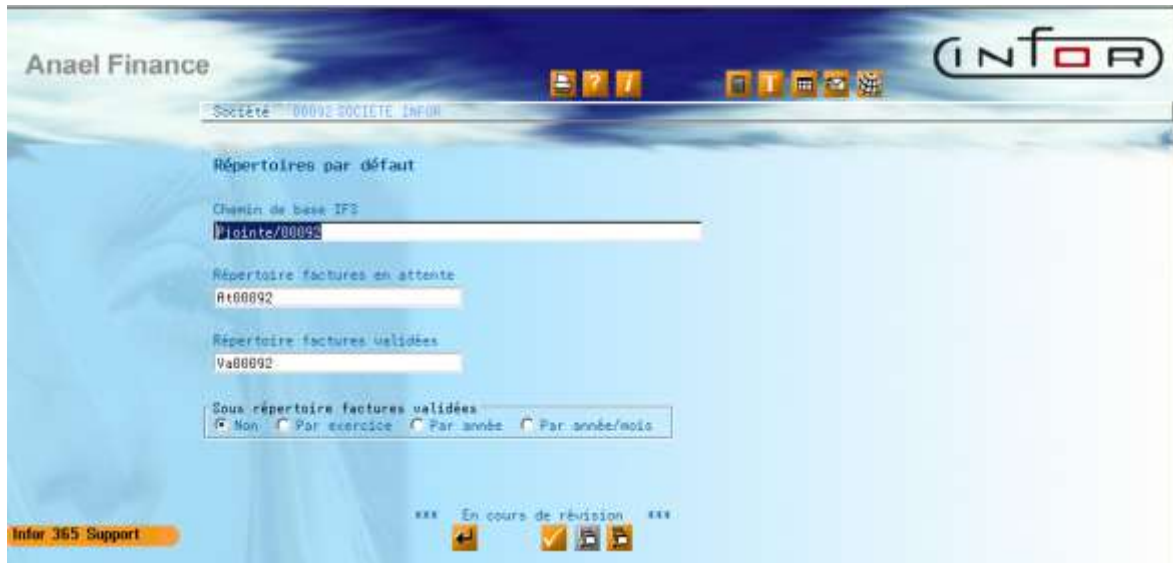 Anael Finance
INFOR
Société 00092 SOCIETE INFOR
Répertoires par défaut
Chemin de base IFS
Pjointe/00092
Répertoire factures en attente
At00092
Répertoire factures validées
Va00092
Sous répertoire factures validées
Non Par exercice Par année Par année/mois
*** En cours de révision ***
Infor 365 Support